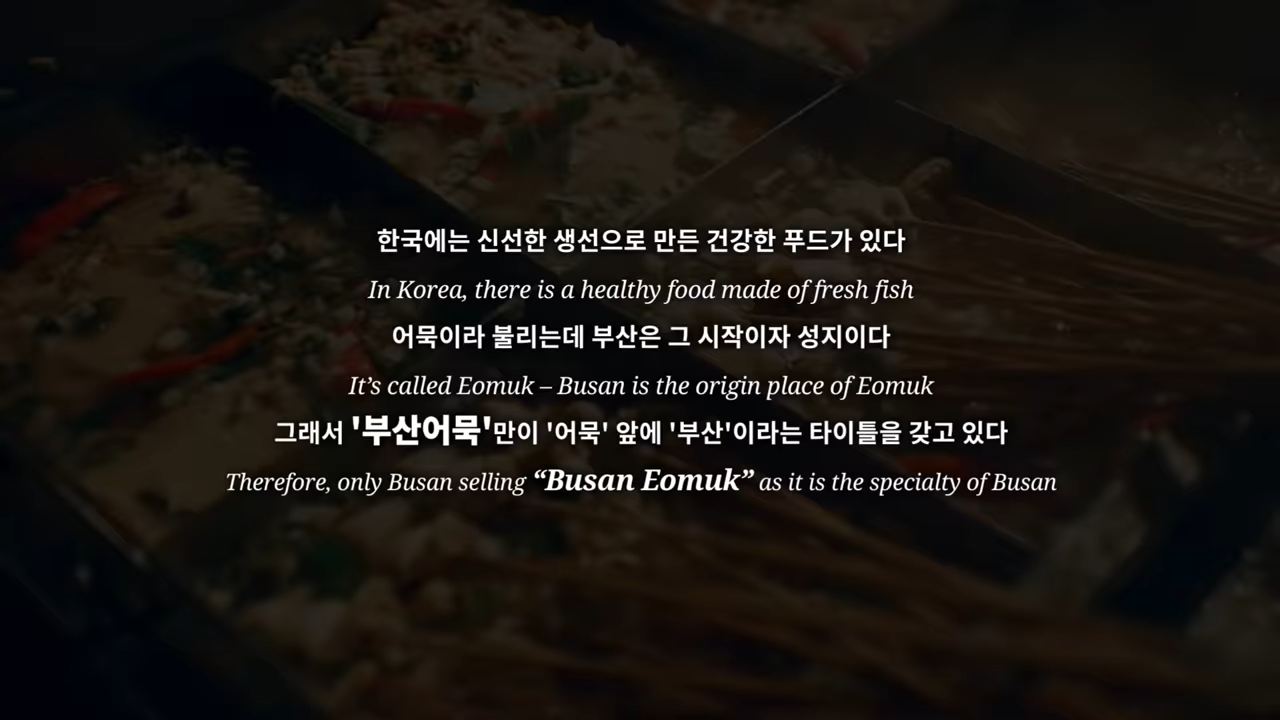 한국에는 신선한 생선으로 만든 건강한 푸드가 있다
In Korea, there is a healthy food made of fresh fish
어묵이라 불리는데 부산은 그 시작이자 성지이다
It’s called Eomuk – Busan is the origin place of Eomuk
그래서 '부산어묵'만이 '어묵' 앞에 '부산'이라는 타이틀을 갖고 있다
Therefore, only Busan selling “Busan Eomuk” as it is the specialty of Busan